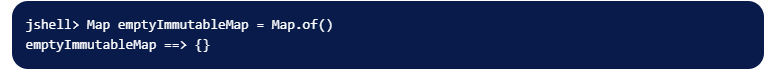 jshell> Map emptyImmutableMap = Map.of()
emptyImmutableMap ==> {}